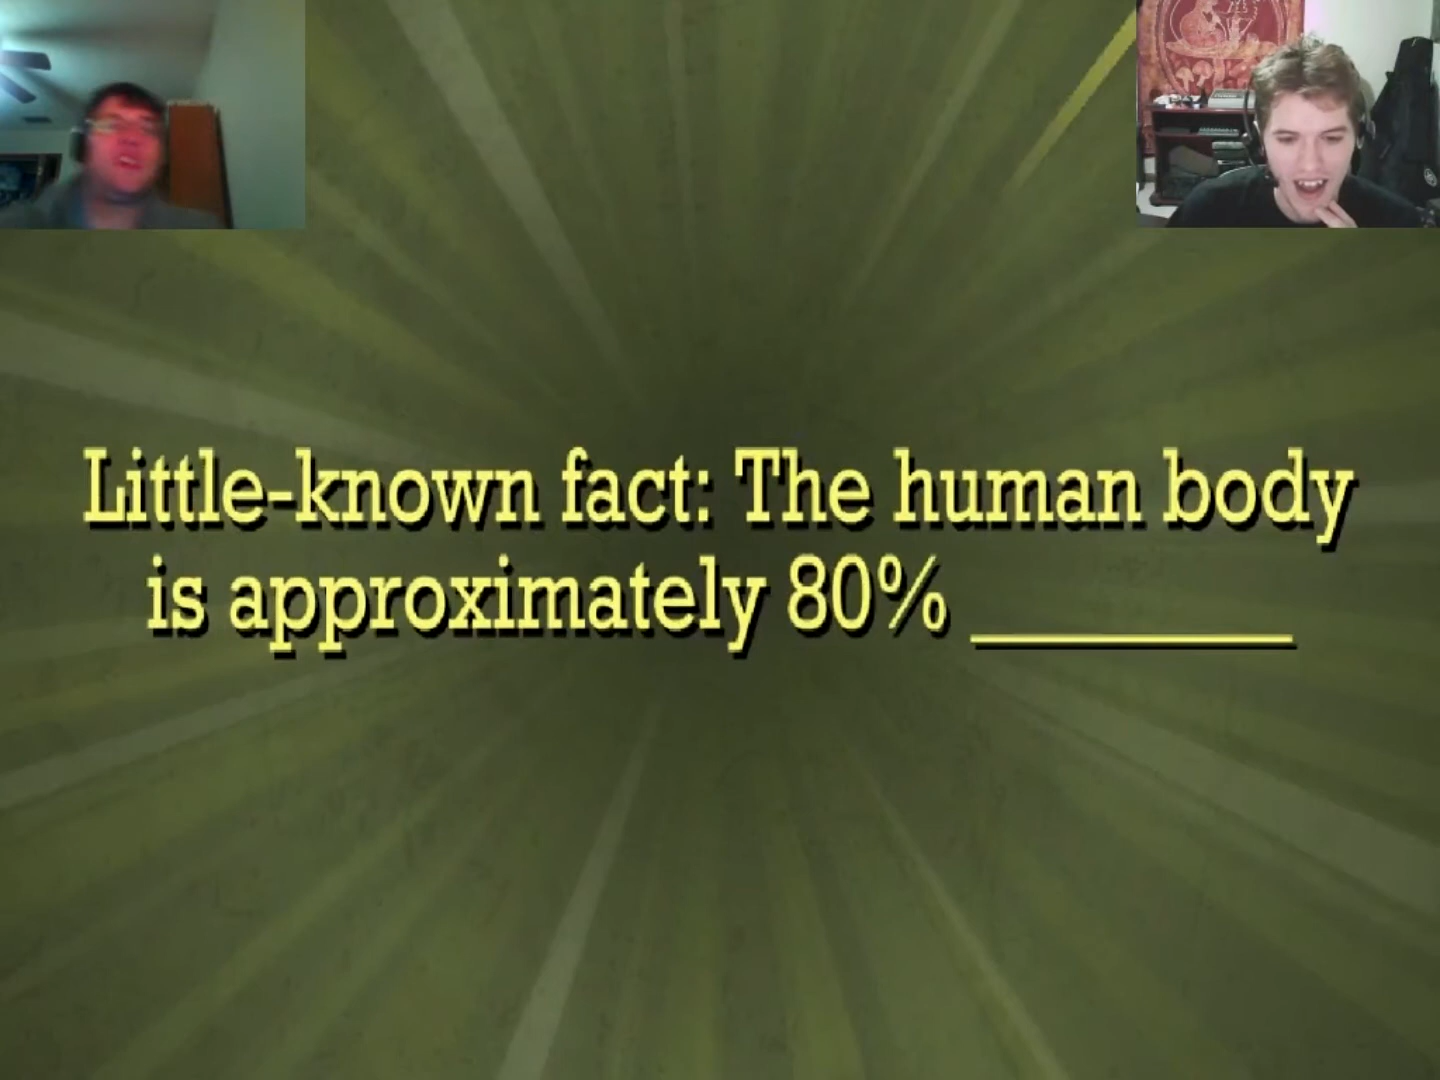 Little-known fact: The human body
is approximately 80% ________